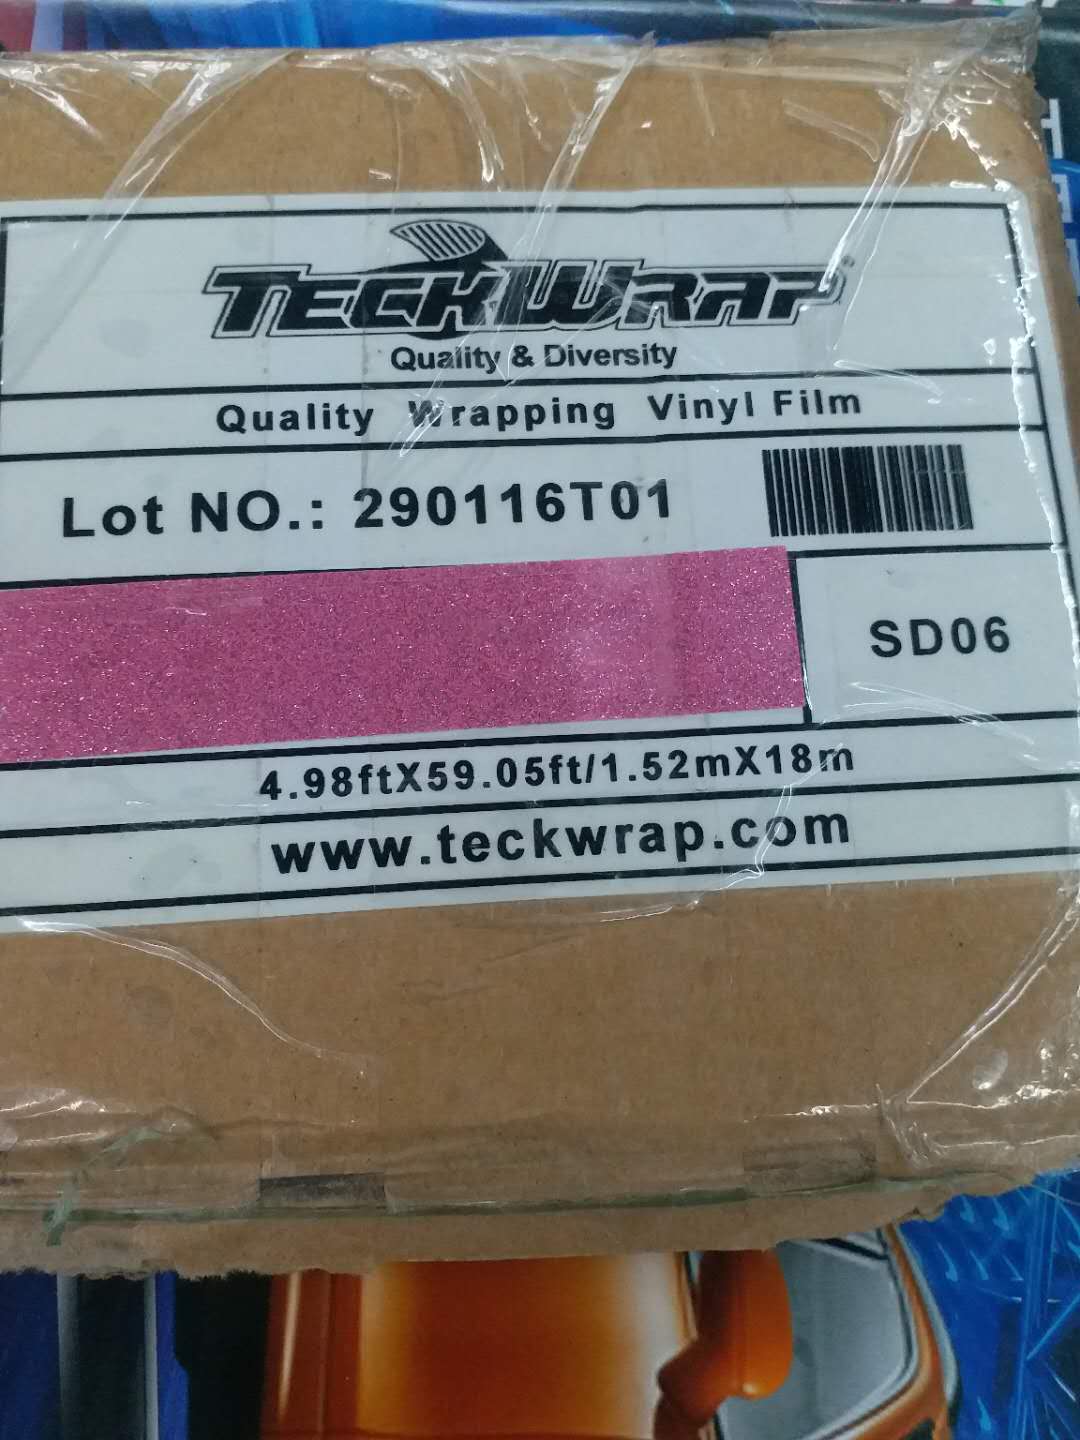 TECKWRAP
Quality & Diversity
Quality Wrapping Vinyl Film
Lot NO.: 290116T01
SD06
4.98ftX59.05ft/1.52mX18m
www.teckwrap.com